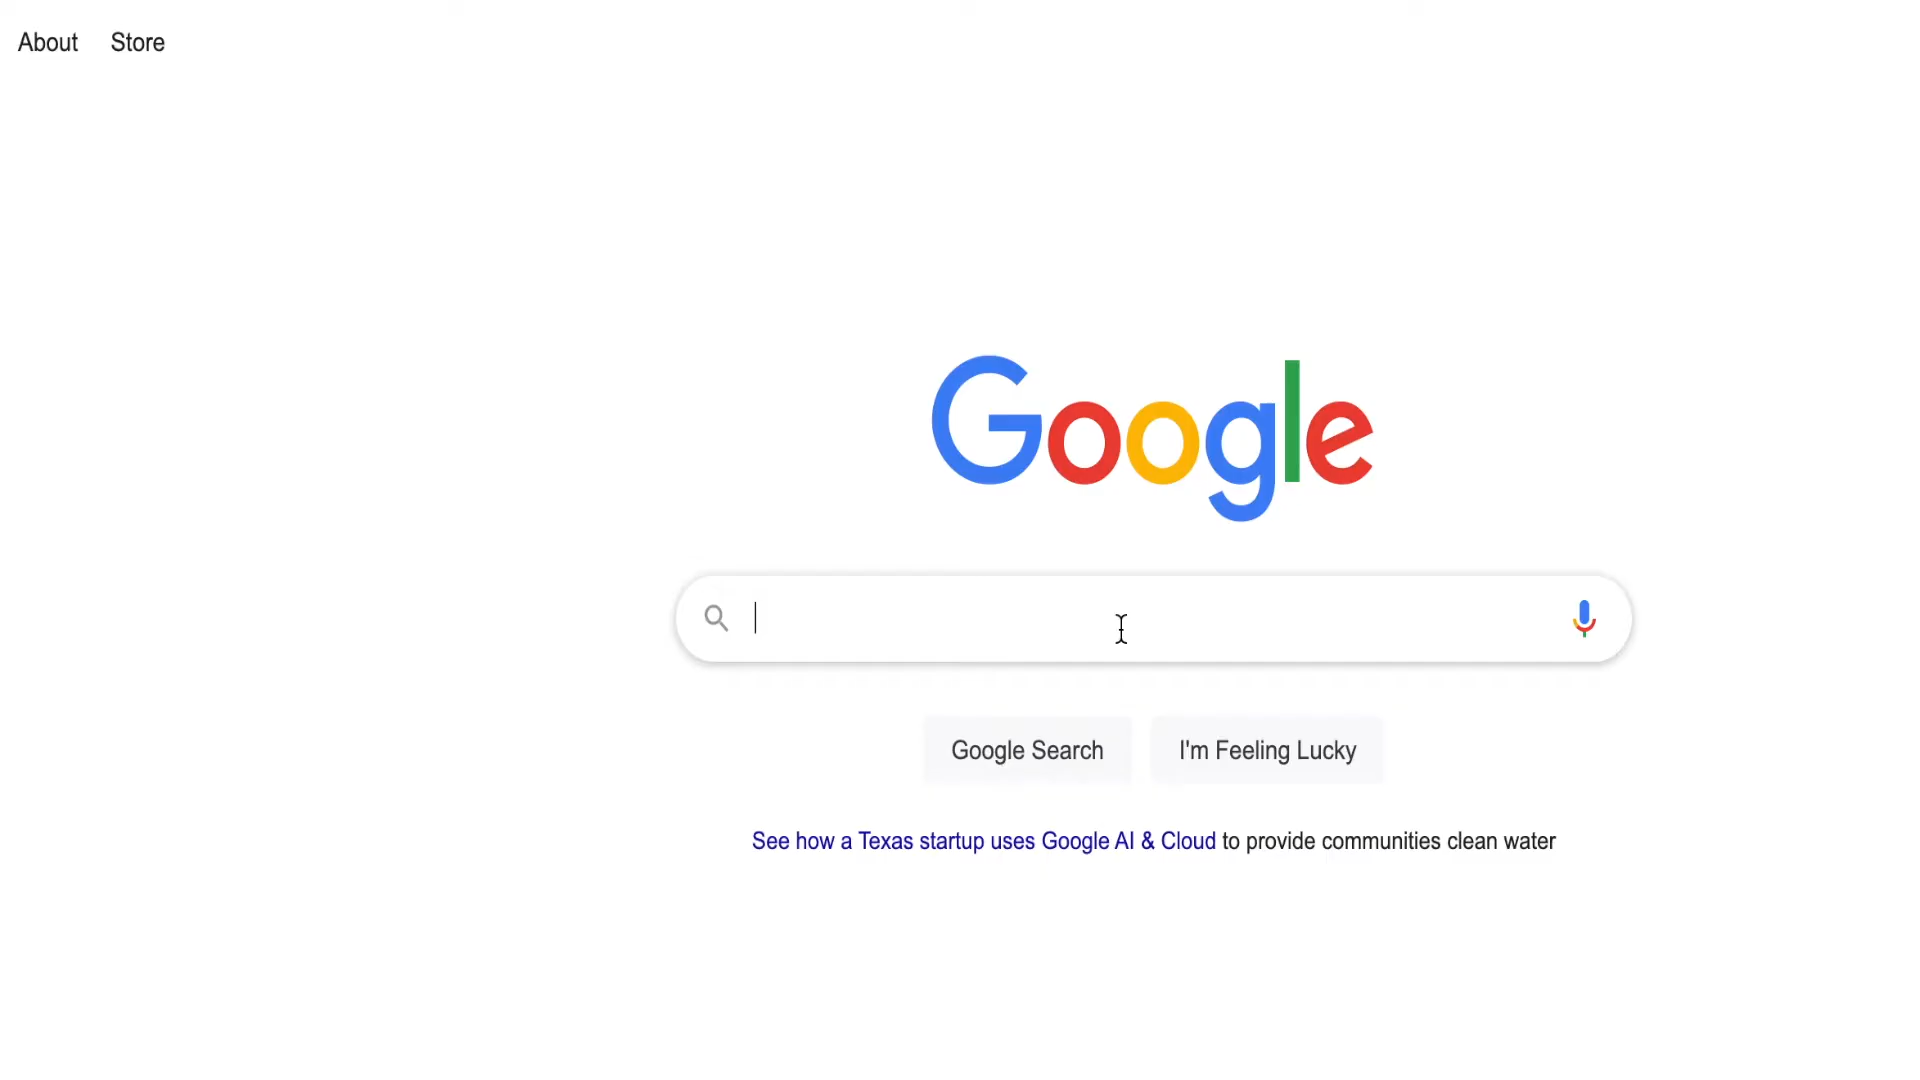 About Store
Google
Google Search I'm Feeling Lucky
See how a Texas startup uses Google AI & Cloud to provide communities clean water